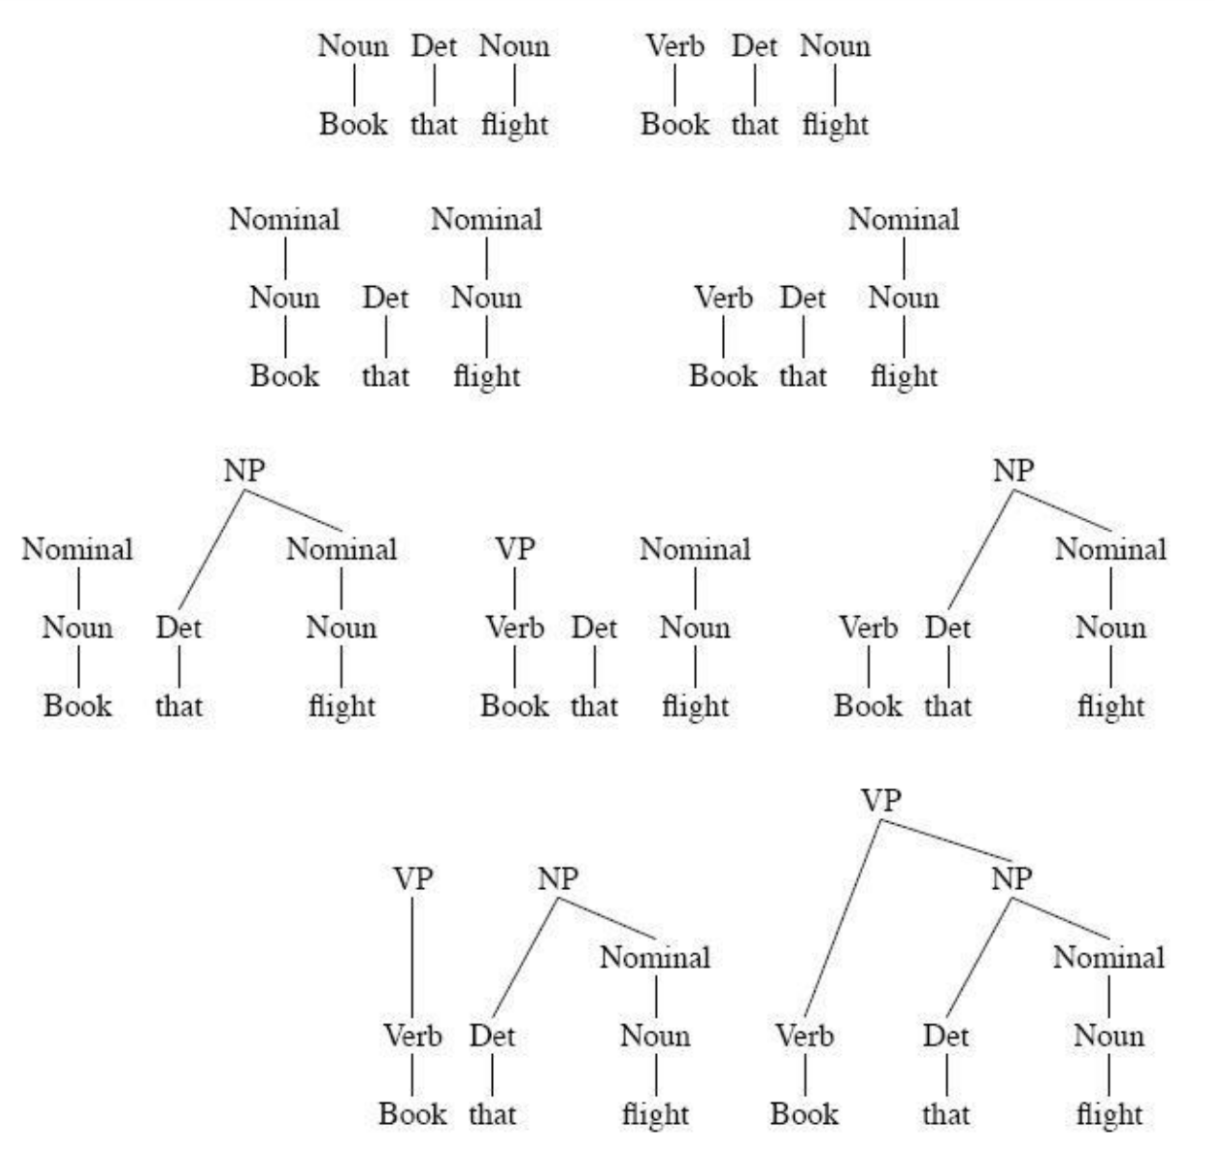 Noun Det Noun Verb Det Noun
Book that flight Book that flight
Nominal Nominal Nominal
Noun Det Noun Verb Det Noun
Book that flight Book that flight
NP NP
Nominal Nominal VP Nominal Nominal
Noun Det Noun Verb Det Noun Verb Det Noun
Book that flight Book that flight Book that flight
VP
VP NP NP
Nominal Nominal
Verb Det Noun Verb Det Noun
Book that flight Book that flight